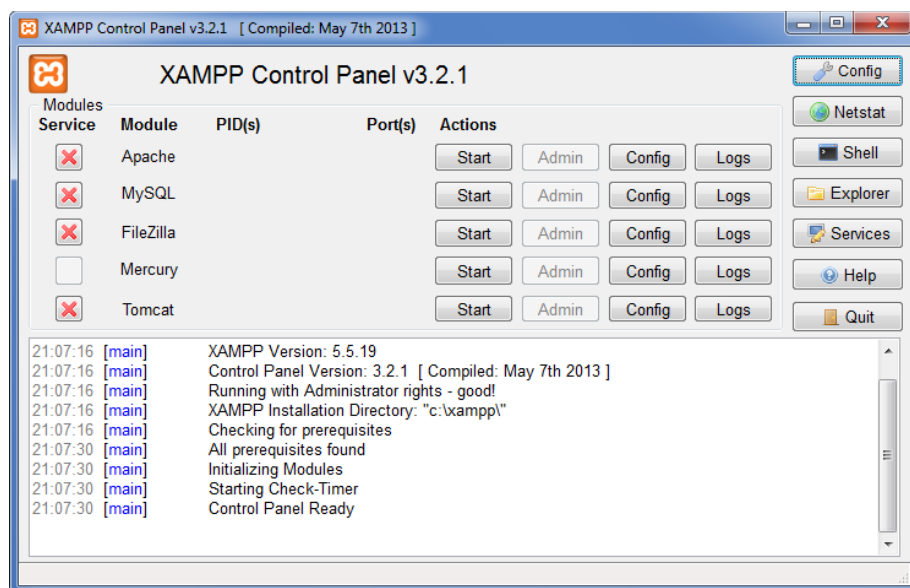 XAMPP Control Panel v3.2.1 [ Compiled: May 7th 2013 ]
XAMPP Control Panel v3.2.1
Config
Modules
Service Module PID(s) Port(s) Actions
Netstat
Apache Start Admin Config Logs
Shell
MySQL Start Admin Config Logs
Explorer
FileZilla Start Admin Config Logs
Services
Mercury Start Admin Config Logs
Help
Tomcat Start Admin Config Logs
Quit
21:07:16 [main] XAMPP Version: 5.5.19
21:07:16 [main] Control Panel Version: 3.2.1 [ Compiled: May 7th 2013 ]
21:07:16 [main] Running with Administrator rights - good!
21:07:16 [main] XAMPP Installation Directory: "c:\xampp\"
21:07:16 [main] Checking for prerequisites
21:07:30 [main] All prerequisites found
21:07:30 [main] Initializing Modules
21:07:30 [main] Starting Check-Timer
21:07:30 [main] Control Panel Ready